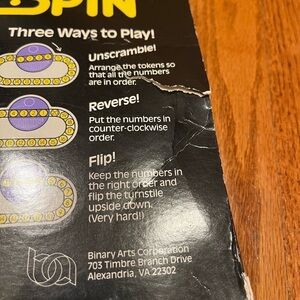 SPIN
Three Ways to Play!
Unscramble!
Arrange the tokens so
that all the numbers
are in order.
Reverse!
Put the numbers in
counter-clockwise
order.
Flip!
Keep the numbers in
the right order and
flip the turnstile
upside down.
(Very hard!)
Binary Arts Corporation
703 Timbre Branch Drive
Alexandria, VA 22302